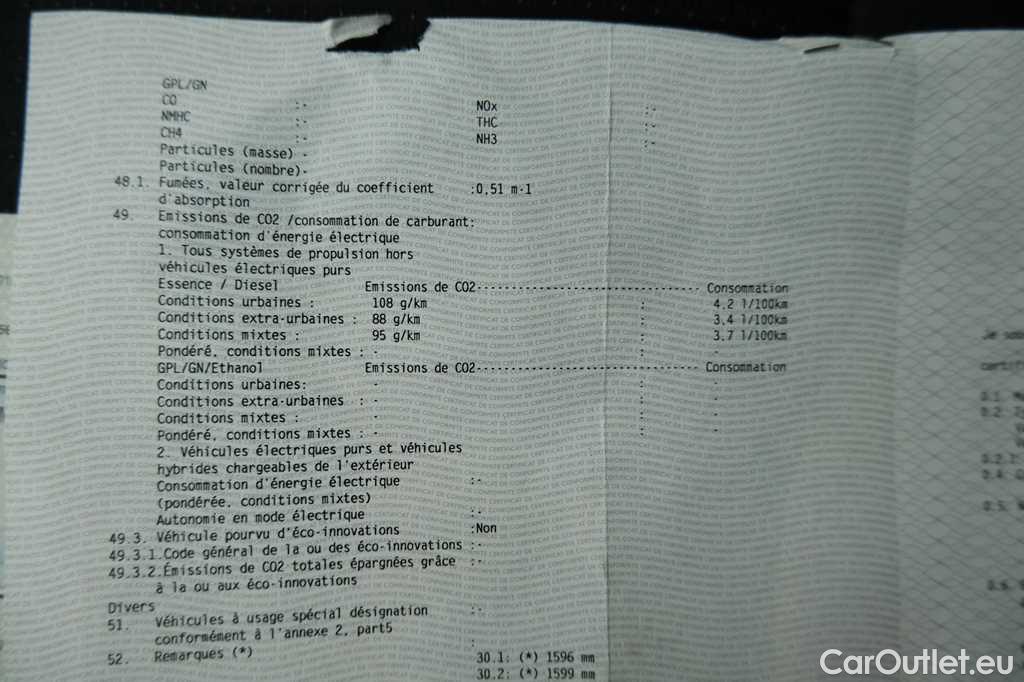 GPL/GN
CO :- NOx :-
NMHC :- THC :-
CH4 :- NH3 :-
Particules (masse) -
Particules (nombre)-
48.1. Fumées, valeur corrigée du coefficient :0,51 m-1
d'absorption
49. Emissions de CO2 /consommation de carburant:
consommation d'énergie électrique
1. Tous systèmes de propulsion hors
véhicules électriques purs
Essence / Diesel Emissions de CO2---------------------------- Consommation
Conditions urbaines : 108 g/km : 4.2 l/100km
Conditions extra-urbaines : 88 g/km : 3.4 l/100km
Conditions mixtes : 95 g/km : 3.7 l/100km
Pondéré, conditions mixtes : - : -
GPL/GN/Ethanol Emissions de CO2---------------------------- Consommation
Conditions urbaines: - : -
Conditions extra-urbaines : - : -
Conditions mixtes : - : -
Pondéré, conditions mixtes : - : -
2. Véhicules électriques purs et véhicules
hybrides chargeables de l'extérieur
Consommation d'énergie électrique :-
(pondérée, conditions mixtes)
Autonomie en mode électrique :-
49.3. Véhicule pourvu d'éco-innovations :Non
49.3.1.Code général de la ou des éco-innovations :-
49.3.2.Émissions de CO2 totales épargnées grâce :-
à la ou aux éco-innovations
Divers
51. Véhicules à usage spécial désignation :-
conformément à l'annexe 2, part5
52. Remarques (*) :
30.1: (*) 1596 mm
30.2: (*) 1599 mm
CarOutlet.eu